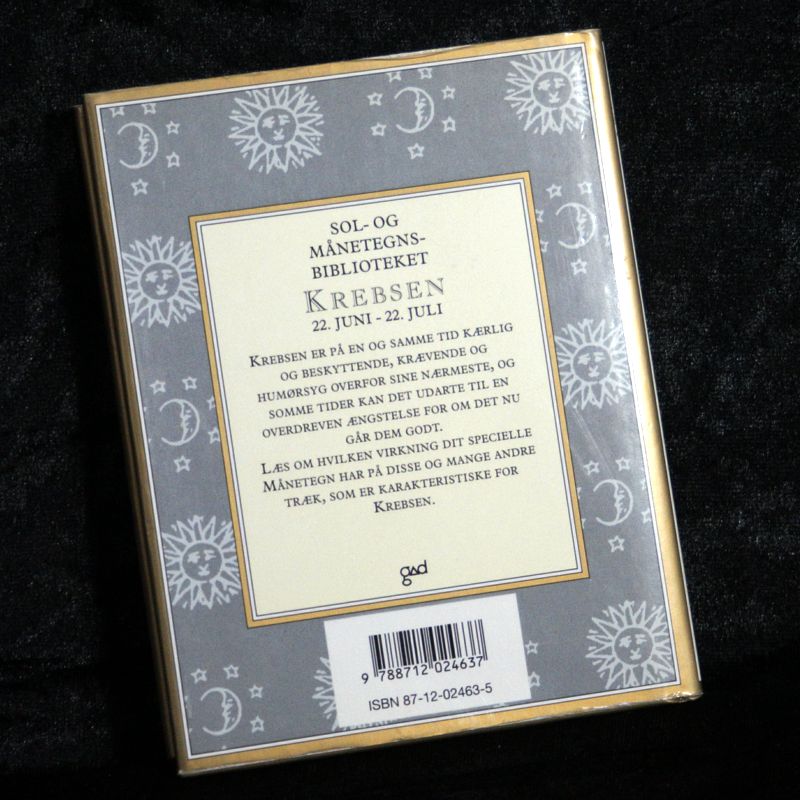 SOL- OG
MÅNETEGNS-
BIBLIOTEKET
KREBSEN
22. JUNI - 22. JULI
KREBSEN ER PÅ EN OG SAMME TID KÆRLIG
OG BESKYTTENDE, KRÆVENDE OG
HUMØRSYG OVERFOR SINE NÆRMESTE, OG
SOMME TIDER KAN DET UDARTE TIL EN
OVERDREVEN ÆNGSTELSE FOR OM DET NU
GÅR DEM GODT.
LÆS OM HVILKEN VIRKNING DIT SPECIELLE
MÅNETEGN HAR PÅ DISSE OG MANGE ANDRE
TRÆK, SOM ER KARAKTERISTISKE FOR
KREBSEN.
gad
9 788712 024637
ISBN 87-12-02463-5